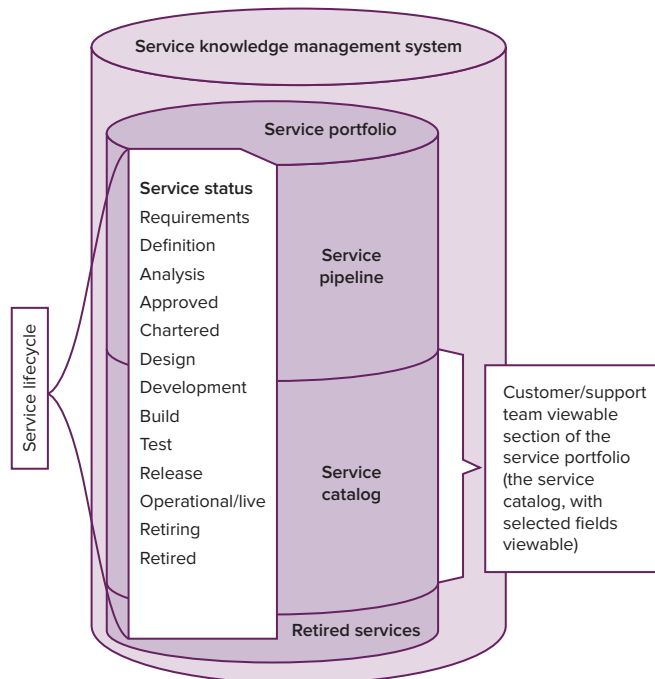 Service knowledge management system
Service portfolio
Service status
Requirements
Definition
Analysis
Approved
Chartered
Design
Development
Build
Test
Release
Operational/live
Retiring
Retired
Service
pipeline
Service
catalog
Retired services
Service lifecycle
Customer/support
team viewable
section of the
service portfolio
(the service
catalog, with
selected fields
viewable)